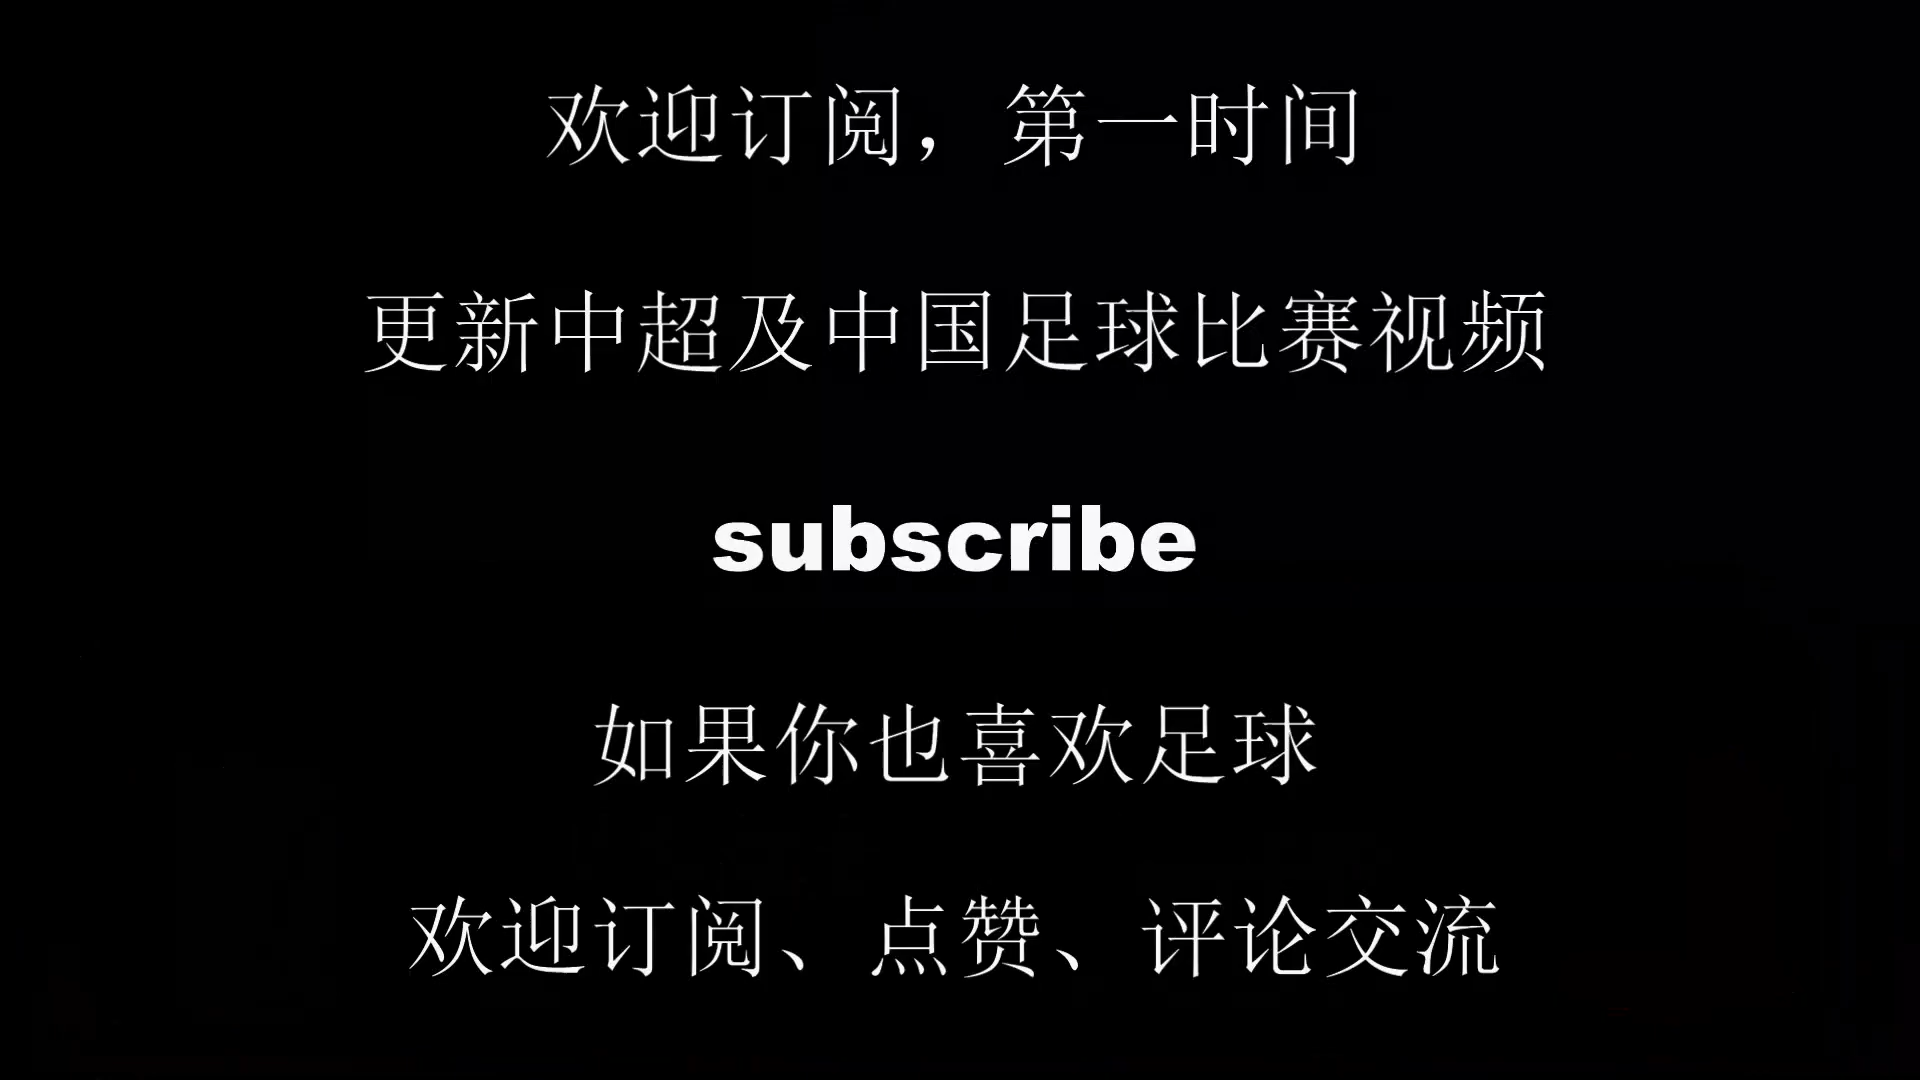 欢迎订阅，第一时间
更新中超及中国足球比赛视频
subscribe
如果你也喜欢足球
欢迎订阅、点赞、评论交流